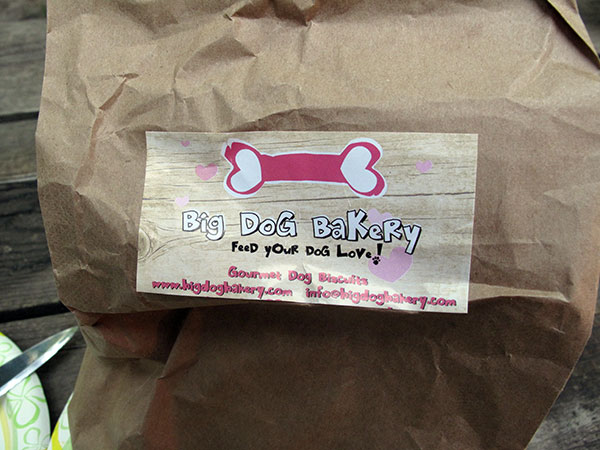 Big Dog Bakery
Feed your dog love!
Gourmet Dog Biscuits
www.bigdogbakery.com info@bigdogbakery.com